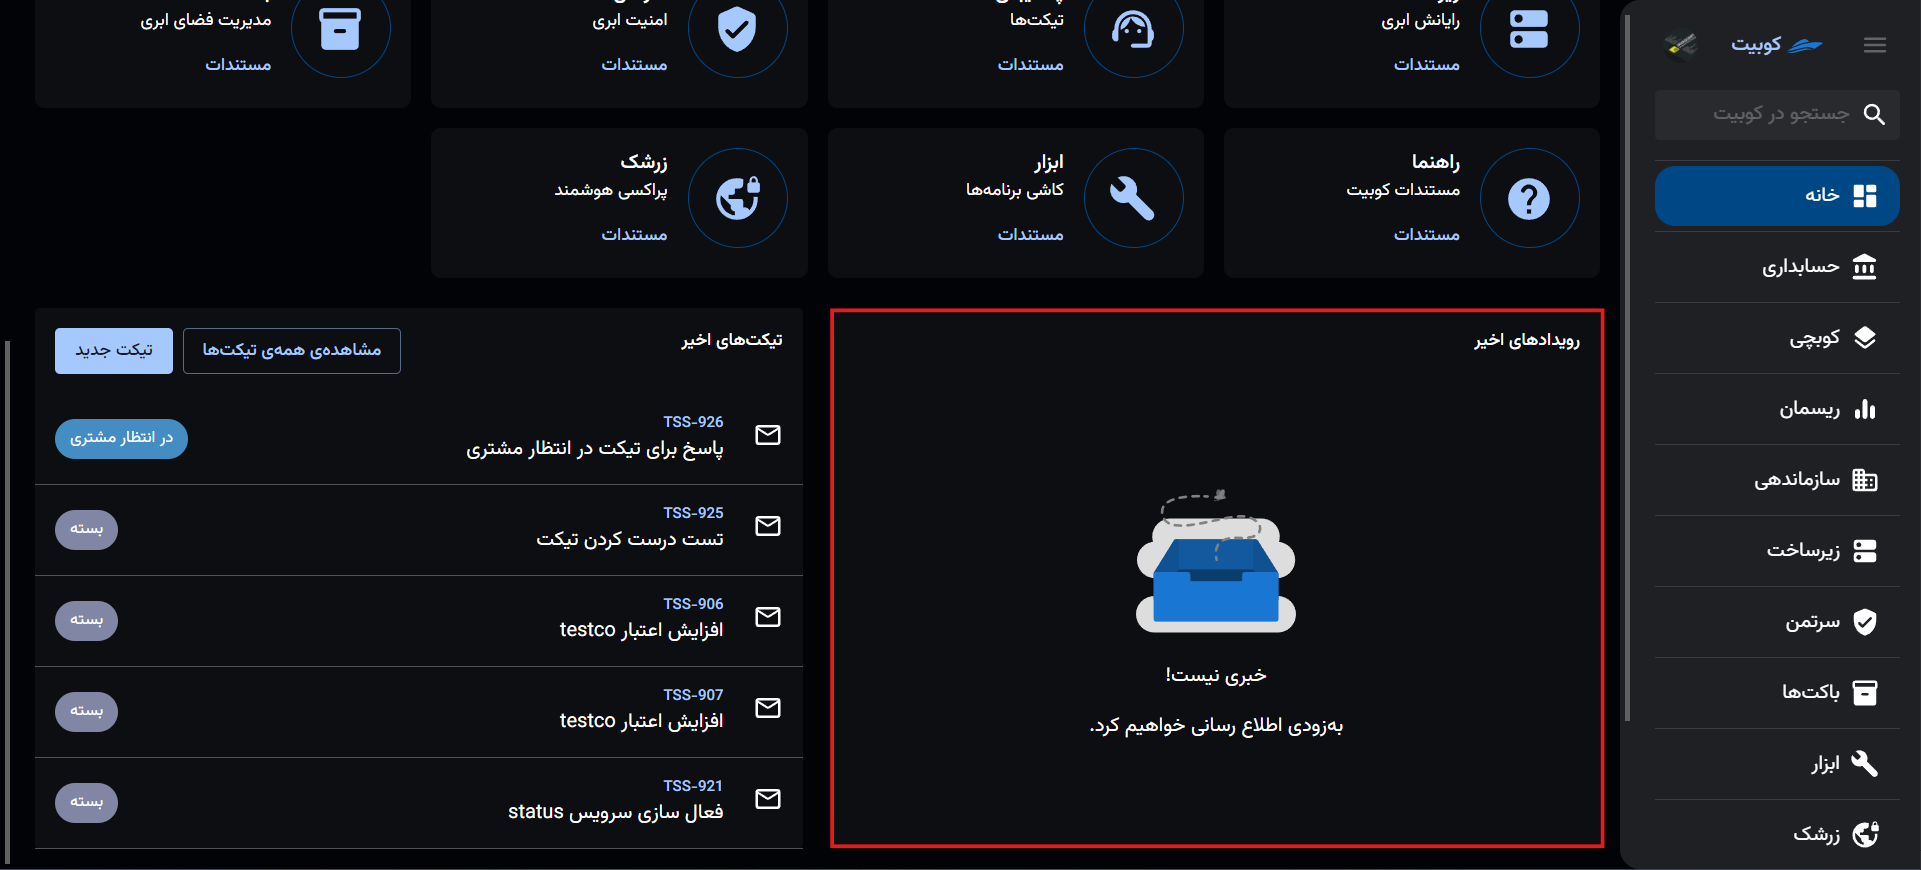 کوبیت
جستجو در کوبیت
خانه
حسابداری
کوبچی
ریسمان
سازماندهی
زیرساخت
سرتمن
باکت‌ها
ابزار
زرشک
رایانش ابری
مستندات
تیکت‌ها
مستندات
امنیت ابری
مستندات
مدیریت فضای ابری
مستندات
راهنما
مستندات کوبیت
مستندات
ابزار
کاشی برنامه‌ها
مستندات
زرشک
پراکسی هوشمند
مستندات
رویدادهای اخیر
خبری نیست!
به‌زودی اطلاع رسانی خواهیم کرد.
تیکت‌های اخیر
مشاهده‌ی همه‌ی تیکت‌ها
تیکت جدید
TSS-926
پاسخ برای تیکت در انتظار مشتری
در انتظار مشتری
TSS-925
تست درست کردن تیکت
بسته
TSS-906
افزایش اعتبار testco
بسته
TSS-907
افزایش اعتبار testco
بسته
TSS-921
فعال سازی سرویس status
بسته